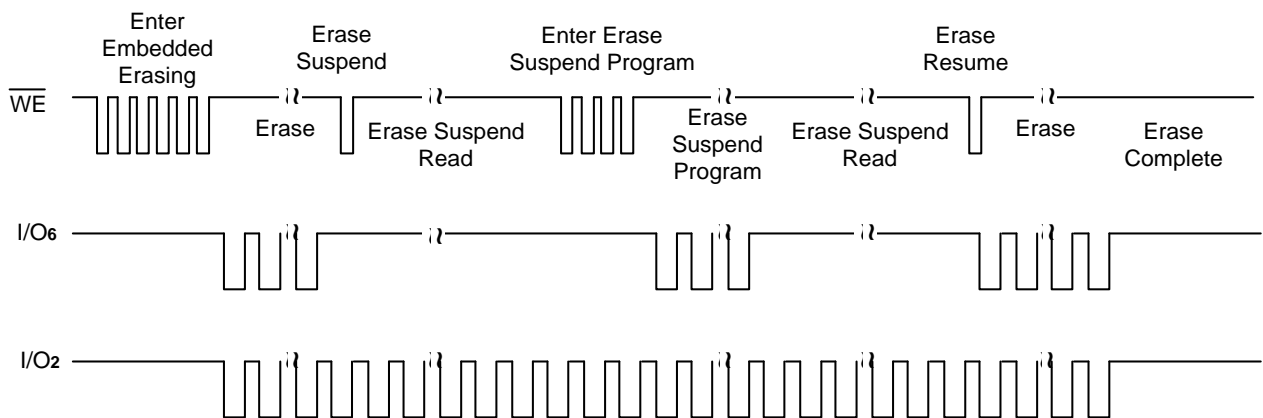 Enter
Embedded
Erasing
Erase
Suspend
Enter Erase
Suspend Program
Erase
Resume
WE
Erase
Erase Suspend
Read
Erase
Suspend
Program
Erase Suspend
Read
Erase
Erase
Complete
I/O6
I/O2